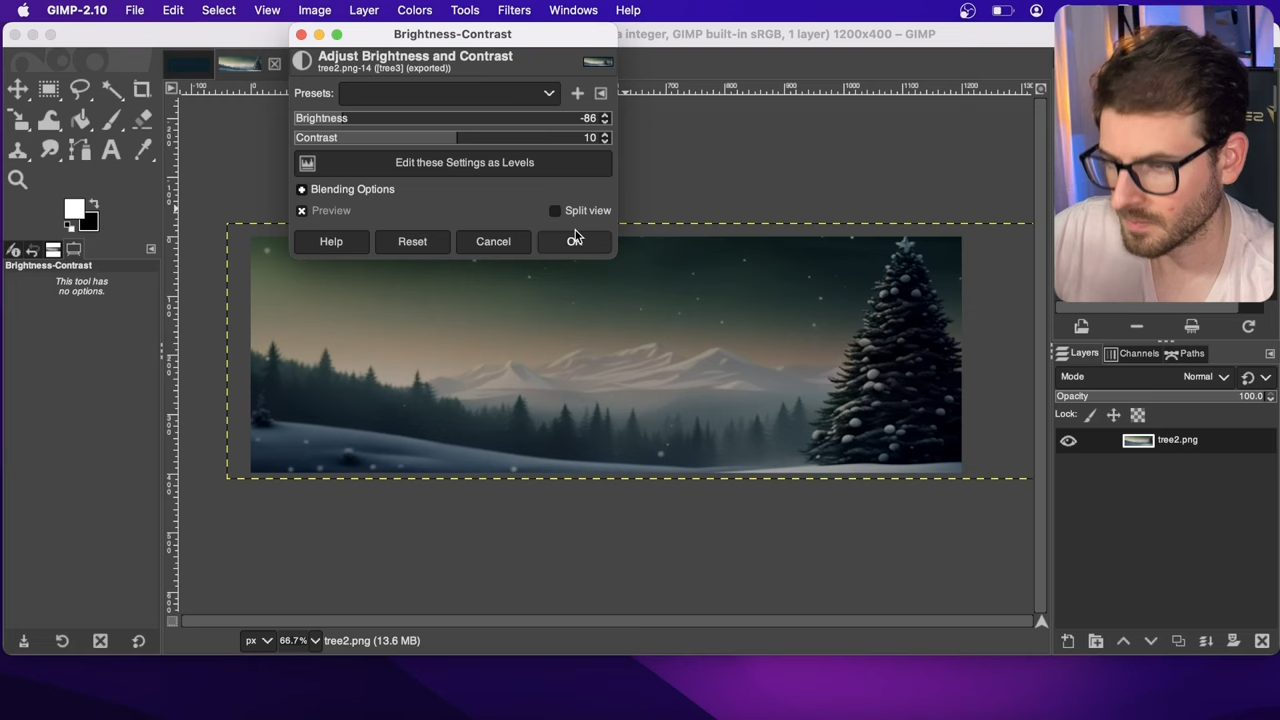 GIMP-2.10 File Edit Select View Image Layer Colors Tools Filters Windows Help
Brightness-Contrast
a integer, GIMP built-in sRGB, 1 layer) 1200x400 – GIMP
Adjust Brightness and Contrast
tree2.png-14 ([tree3] (exported))
Presets:
Brightness -86
Contrast 10
Edit these Settings as Levels
Blending Options
Preview Split view
Help Reset Cancel
Brightness-Contrast
This tool has
no options.
Layers Channels Paths
Mode Normal
Opacity 100.0
Lock:
tree2.png
px 66.7% tree2.png (13.6 MB)